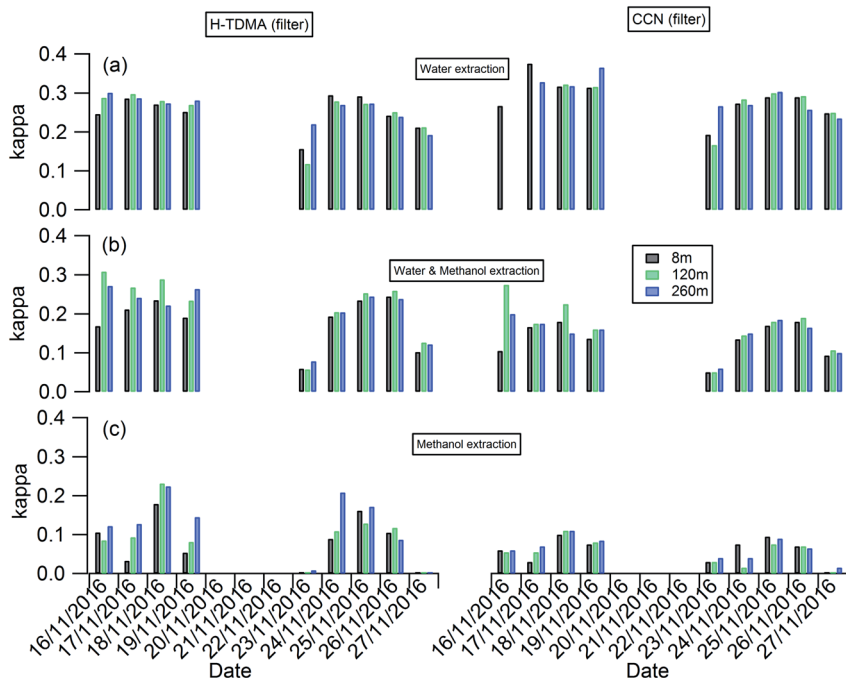 H-TDMA (filter)
CCN (filter)
(a)
Water extraction
kappa
0.4
0.3
0.2
0.1
0.0
(b)
Water & Methanol extraction
8m
120m
260m
kappa
0.4
0.3
0.2
0.1
0.0
(c)
Methanol extraction
kappa
0.4
0.3
0.2
0.1
0.0
16/11/2016
17/11/2016
18/11/2016
19/11/2016
20/11/2016
21/11/2016
22/11/2016
23/11/2016
24/11/2016
25/11/2016
26/11/2016
27/11/2016
Date
16/11/2016
17/11/2016
18/11/2016
19/11/2016
20/11/2016
21/11/2016
22/11/2016
23/11/2016
24/11/2016
25/11/2016
26/11/2016
27/11/2016
Date